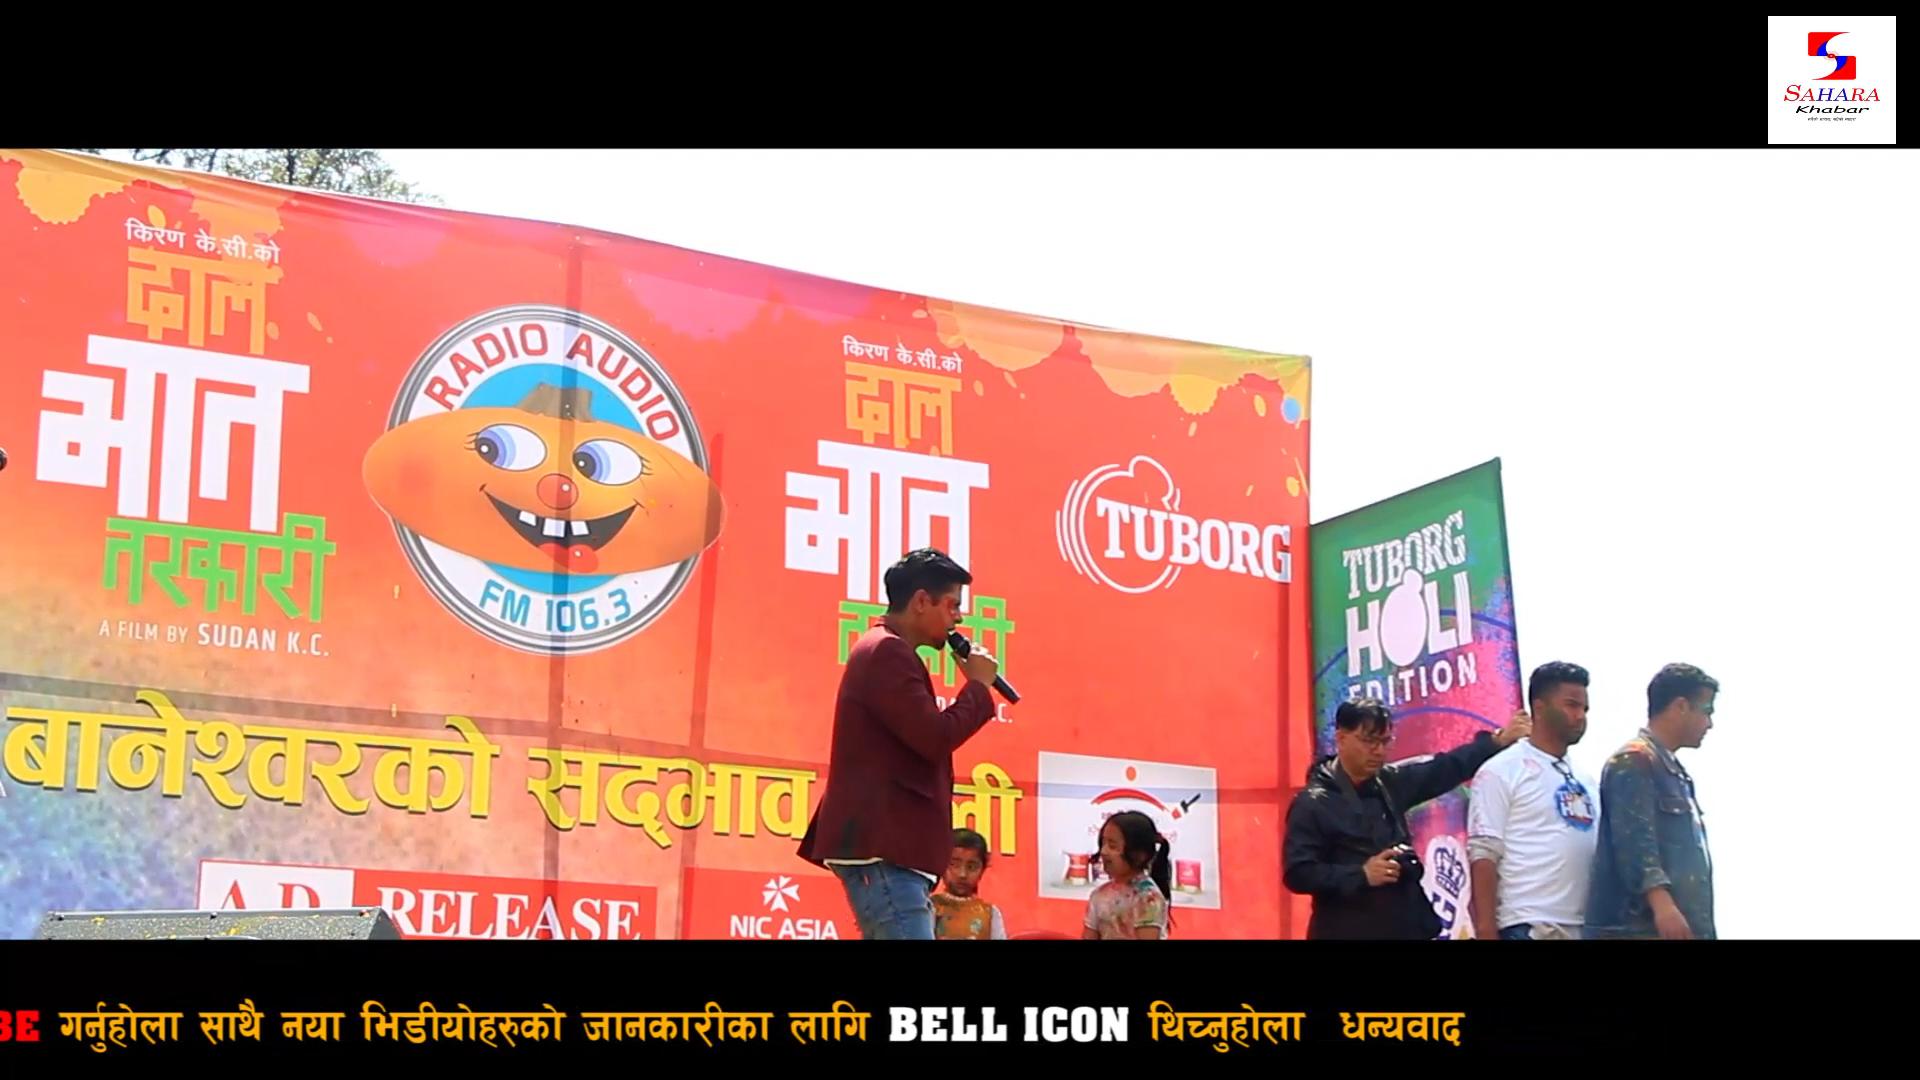 SAHARA
Khabar
किरण के.सी.को
दाल
भात
तरकारी
A FILM BY SUDAN K.C.
RADIO AUDIO
FM 106.3
किरण के.सी.को
दाल
भात
TUBORG
TUBORG
HOLI
EDITION
बानेश्वरको सद्‌भाव
A.D. RELEASE
NIC ASIA
गर्नुहोला साथै नया भिडीयोहरुको जानकारीका लागि BELL ICON थिच्नुहोला धन्यवाद